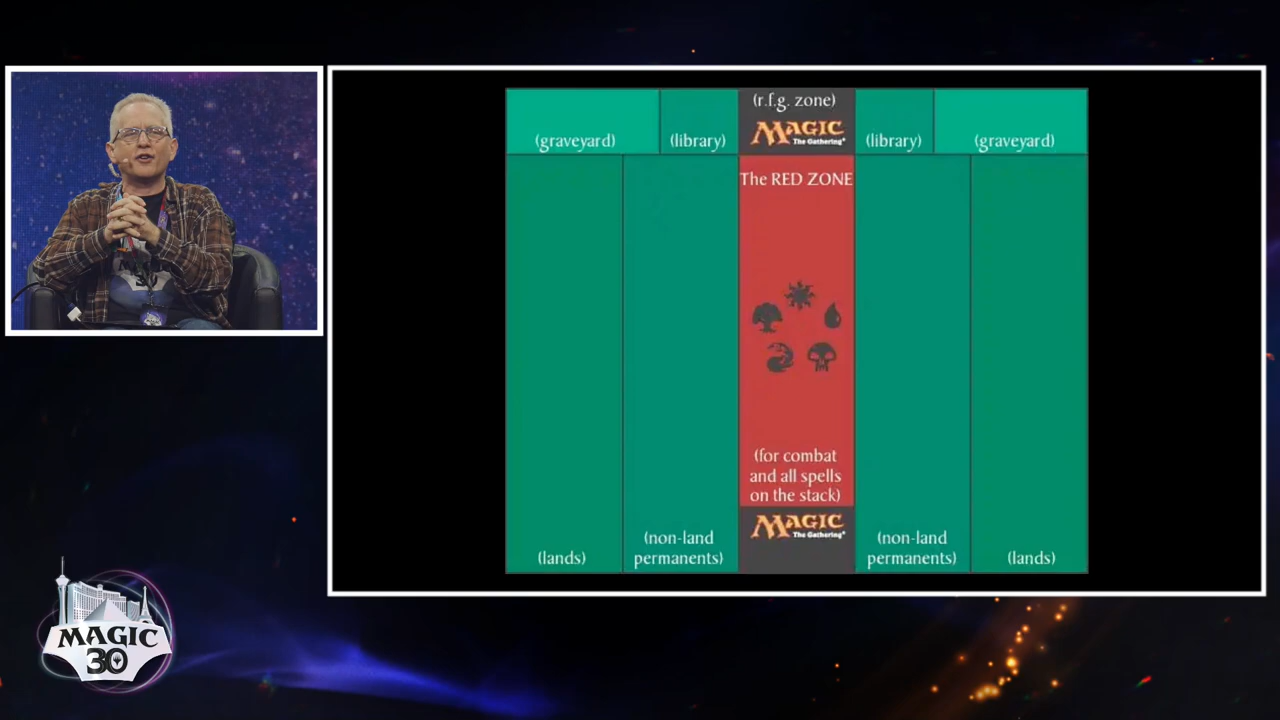 (r.f.g. zone)
MAGIC
The Gathering®
(graveyard)
(library)
(library)
(graveyard)
The RED ZONE
(for combat
and all spells
on the stack)
MAGIC
The Gathering®
(lands)
(non-land
permanents)
(non-land
permanents)
(lands)
MAGIC
30